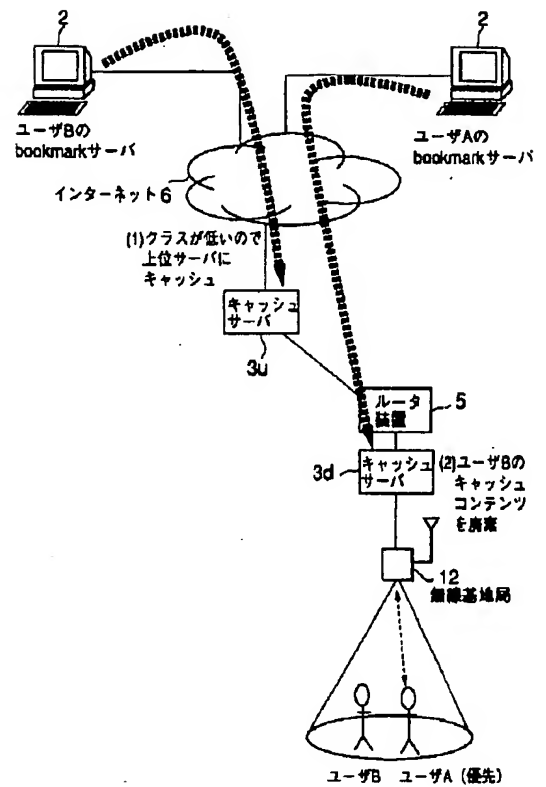 2
2
ユーザBの
bookmarkサーバ
ユーザAの
bookmarkサーバ
インターネット6
(1)クラスが低いので
上位サーバに
キャッシュ
キャッシュ
サーバ
3u
ルータ
装置
5
3d
キャッシュ
サーバ
(2)ユーザBの
キャッシュ
コンテンツ
を廃棄
12
無線基地局
ユーザB
ユーザA(優先)